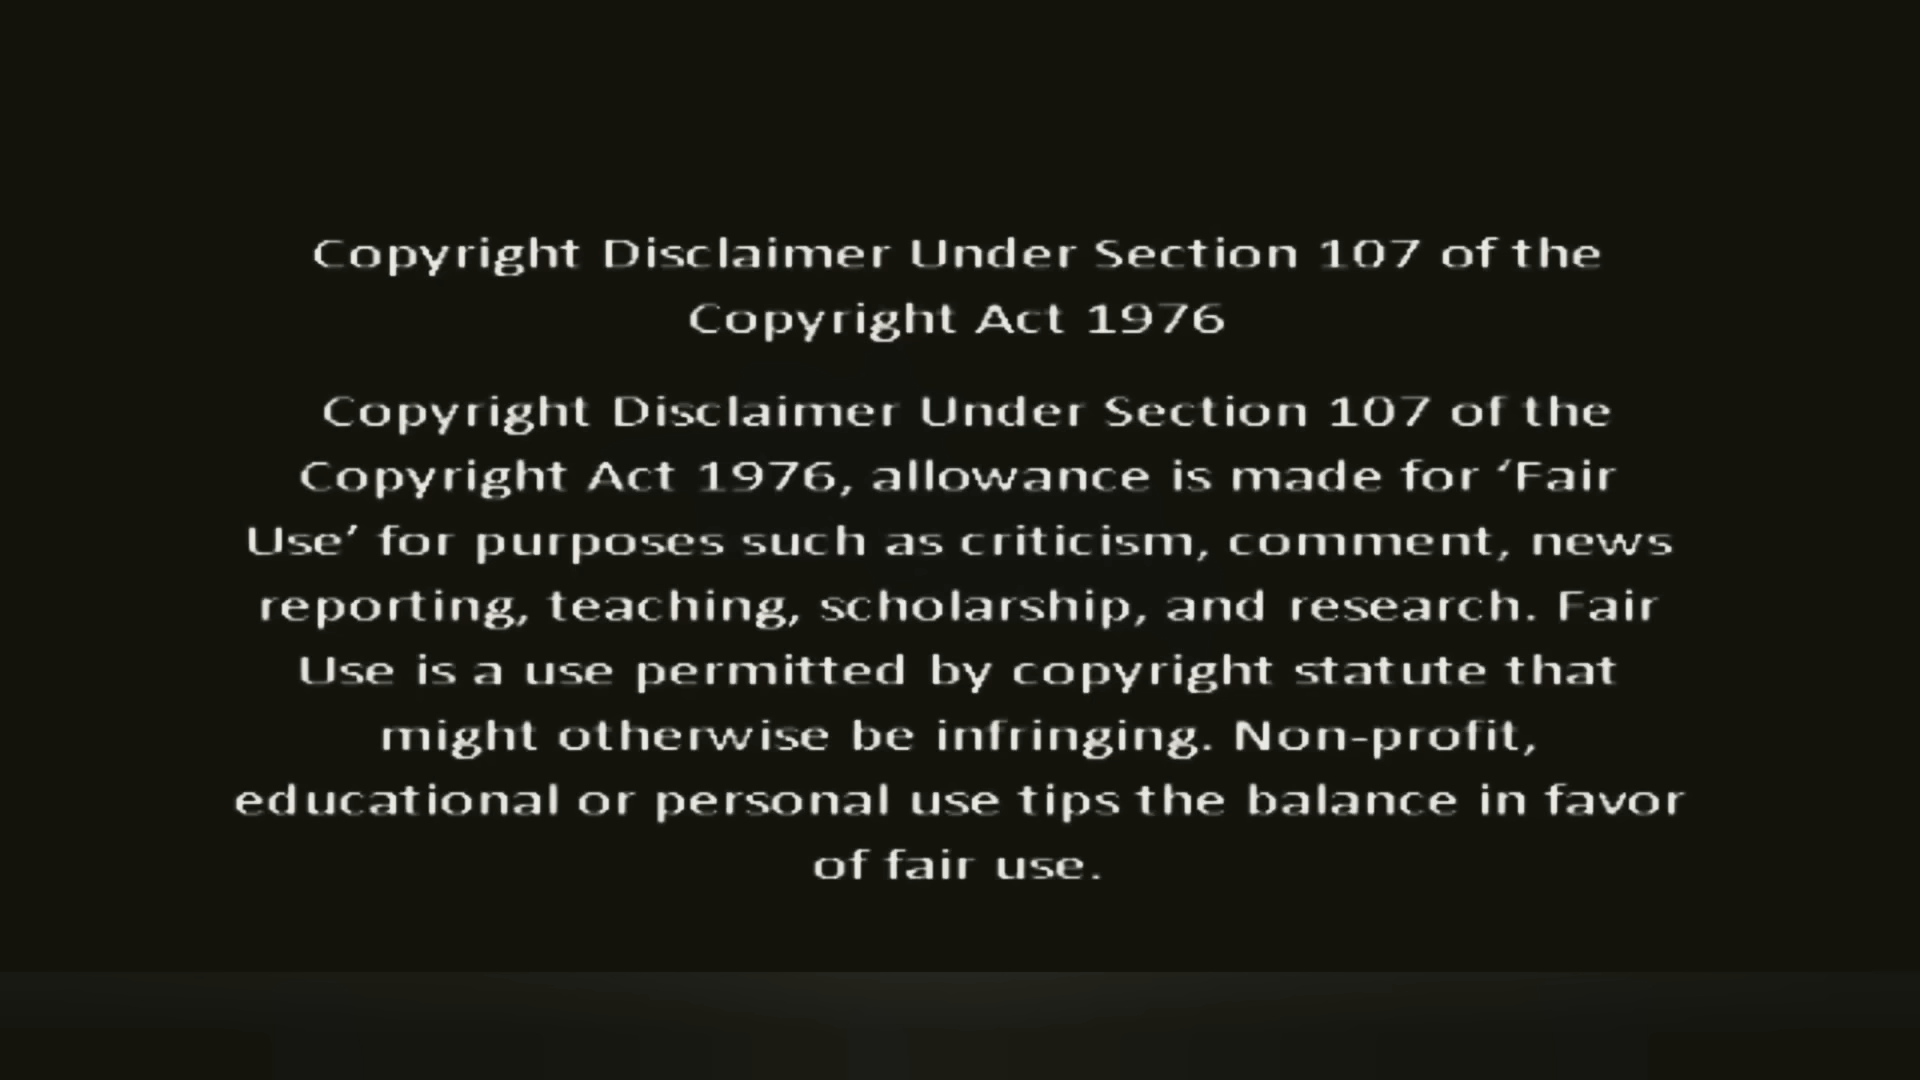 Copyright Disclaimer Under Section 107 of the
Copyright Act 1976
Copyright Disclaimer Under Section 107 of the
Copyright Act 1976, allowance is made for ‘Fair
Use’ for purposes such as criticism, comment, news
reporting, teaching, scholarship, and research. Fair
Use is a use permitted by copyright statute that
might otherwise be infringing. Non-profit,
educational or personal use tips the balance in favor
of fair use.